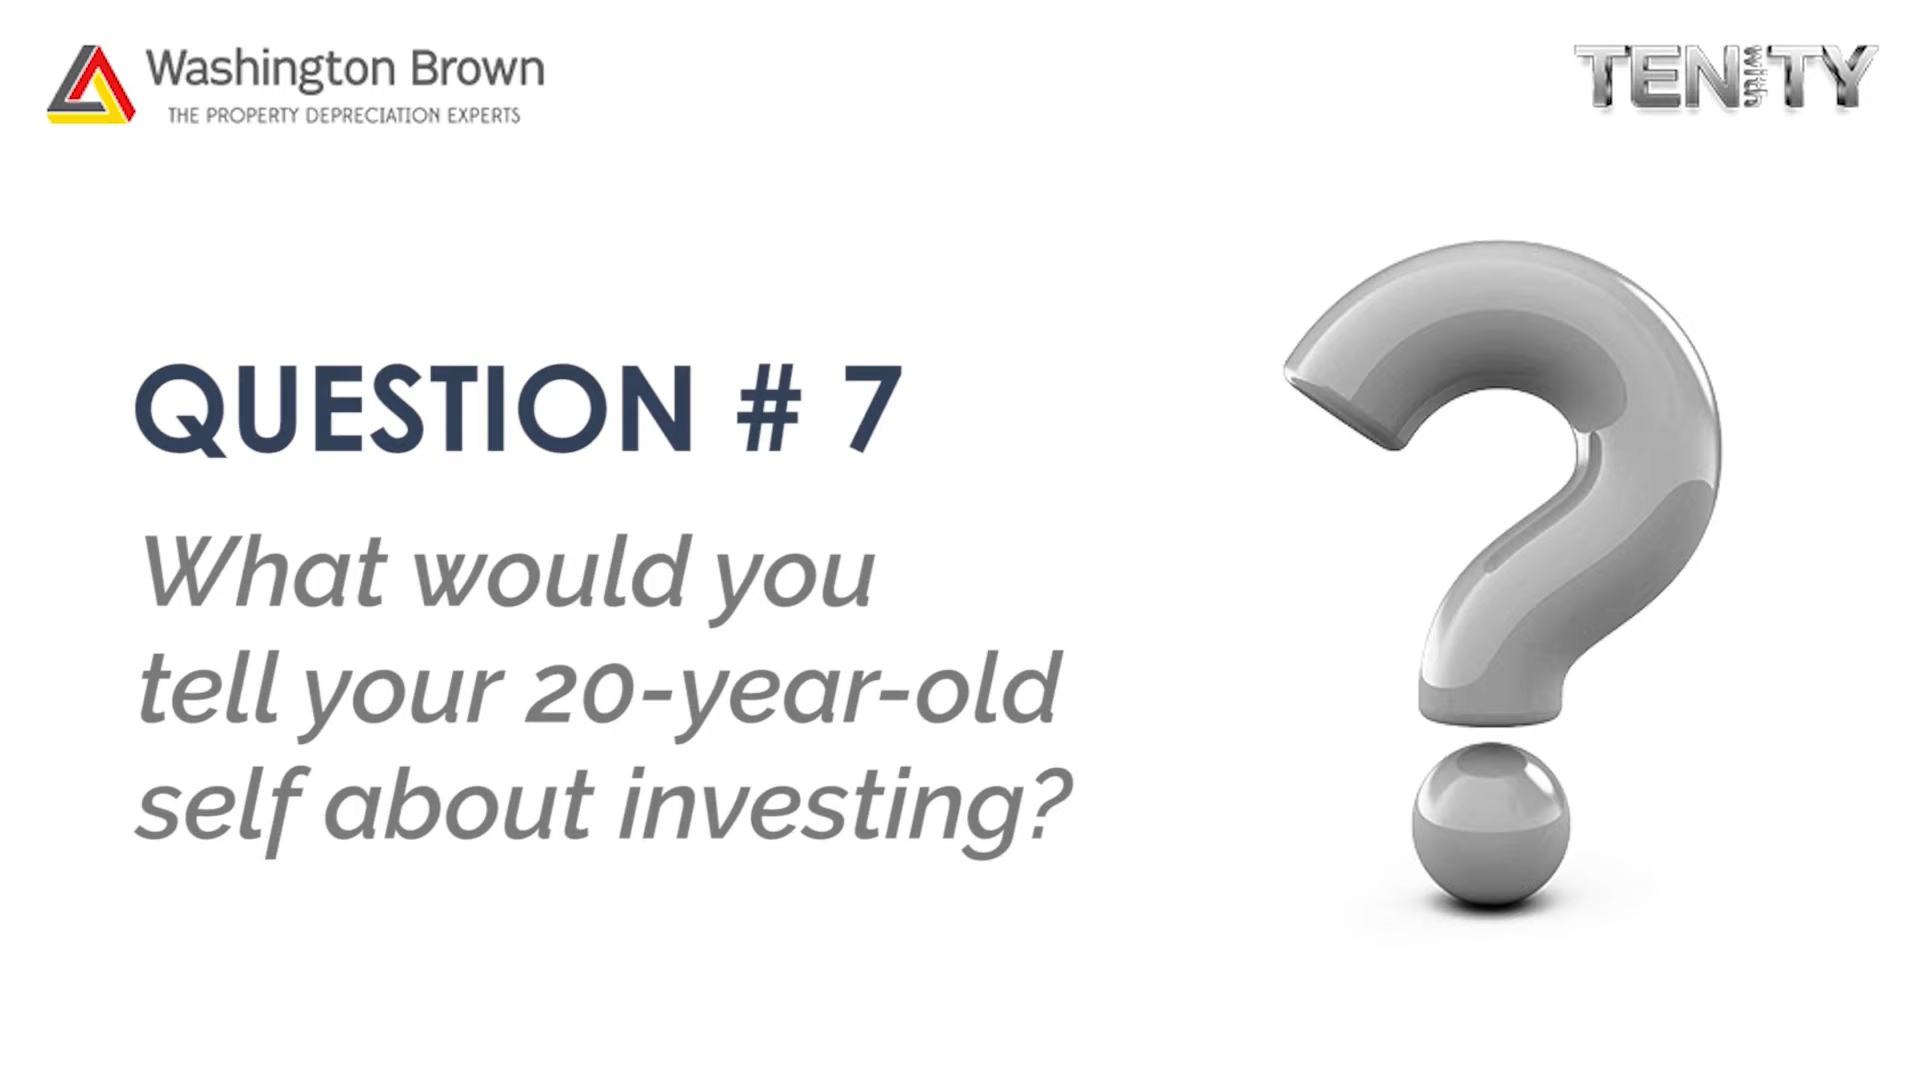 Washington Brown
THE PROPERTY DEPRECIATION EXPERTS
TEN with TY
QUESTION # 7
What would you
tell your 20-year-old
self about investing?